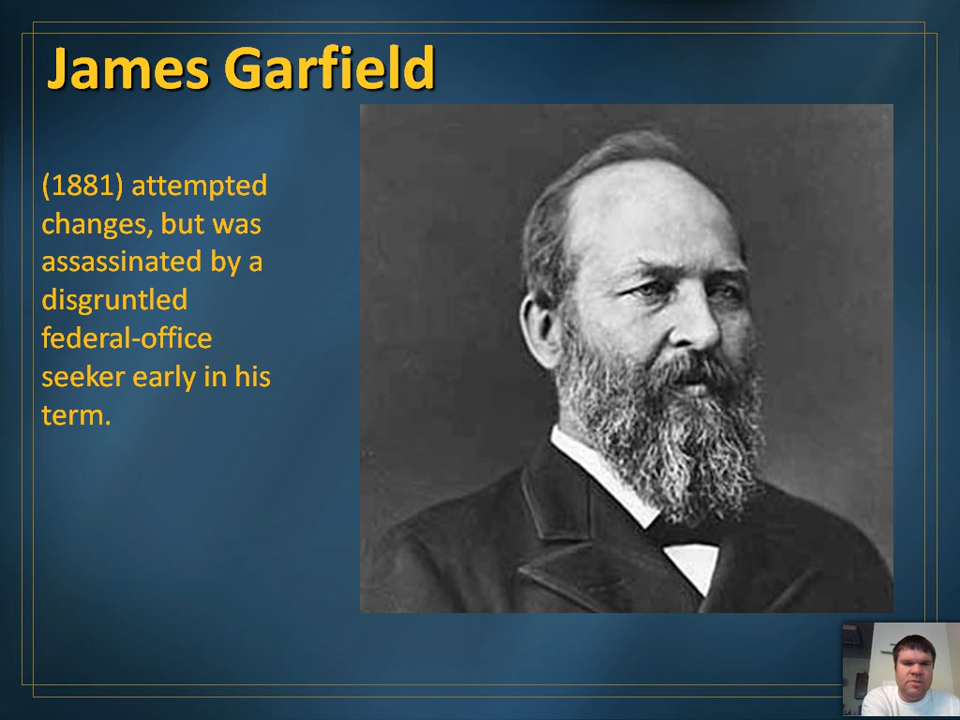 James Garfield
(1881) attempted
changes, but was
assassinated by a
disgruntled
federal-office
seeker early in his
term.